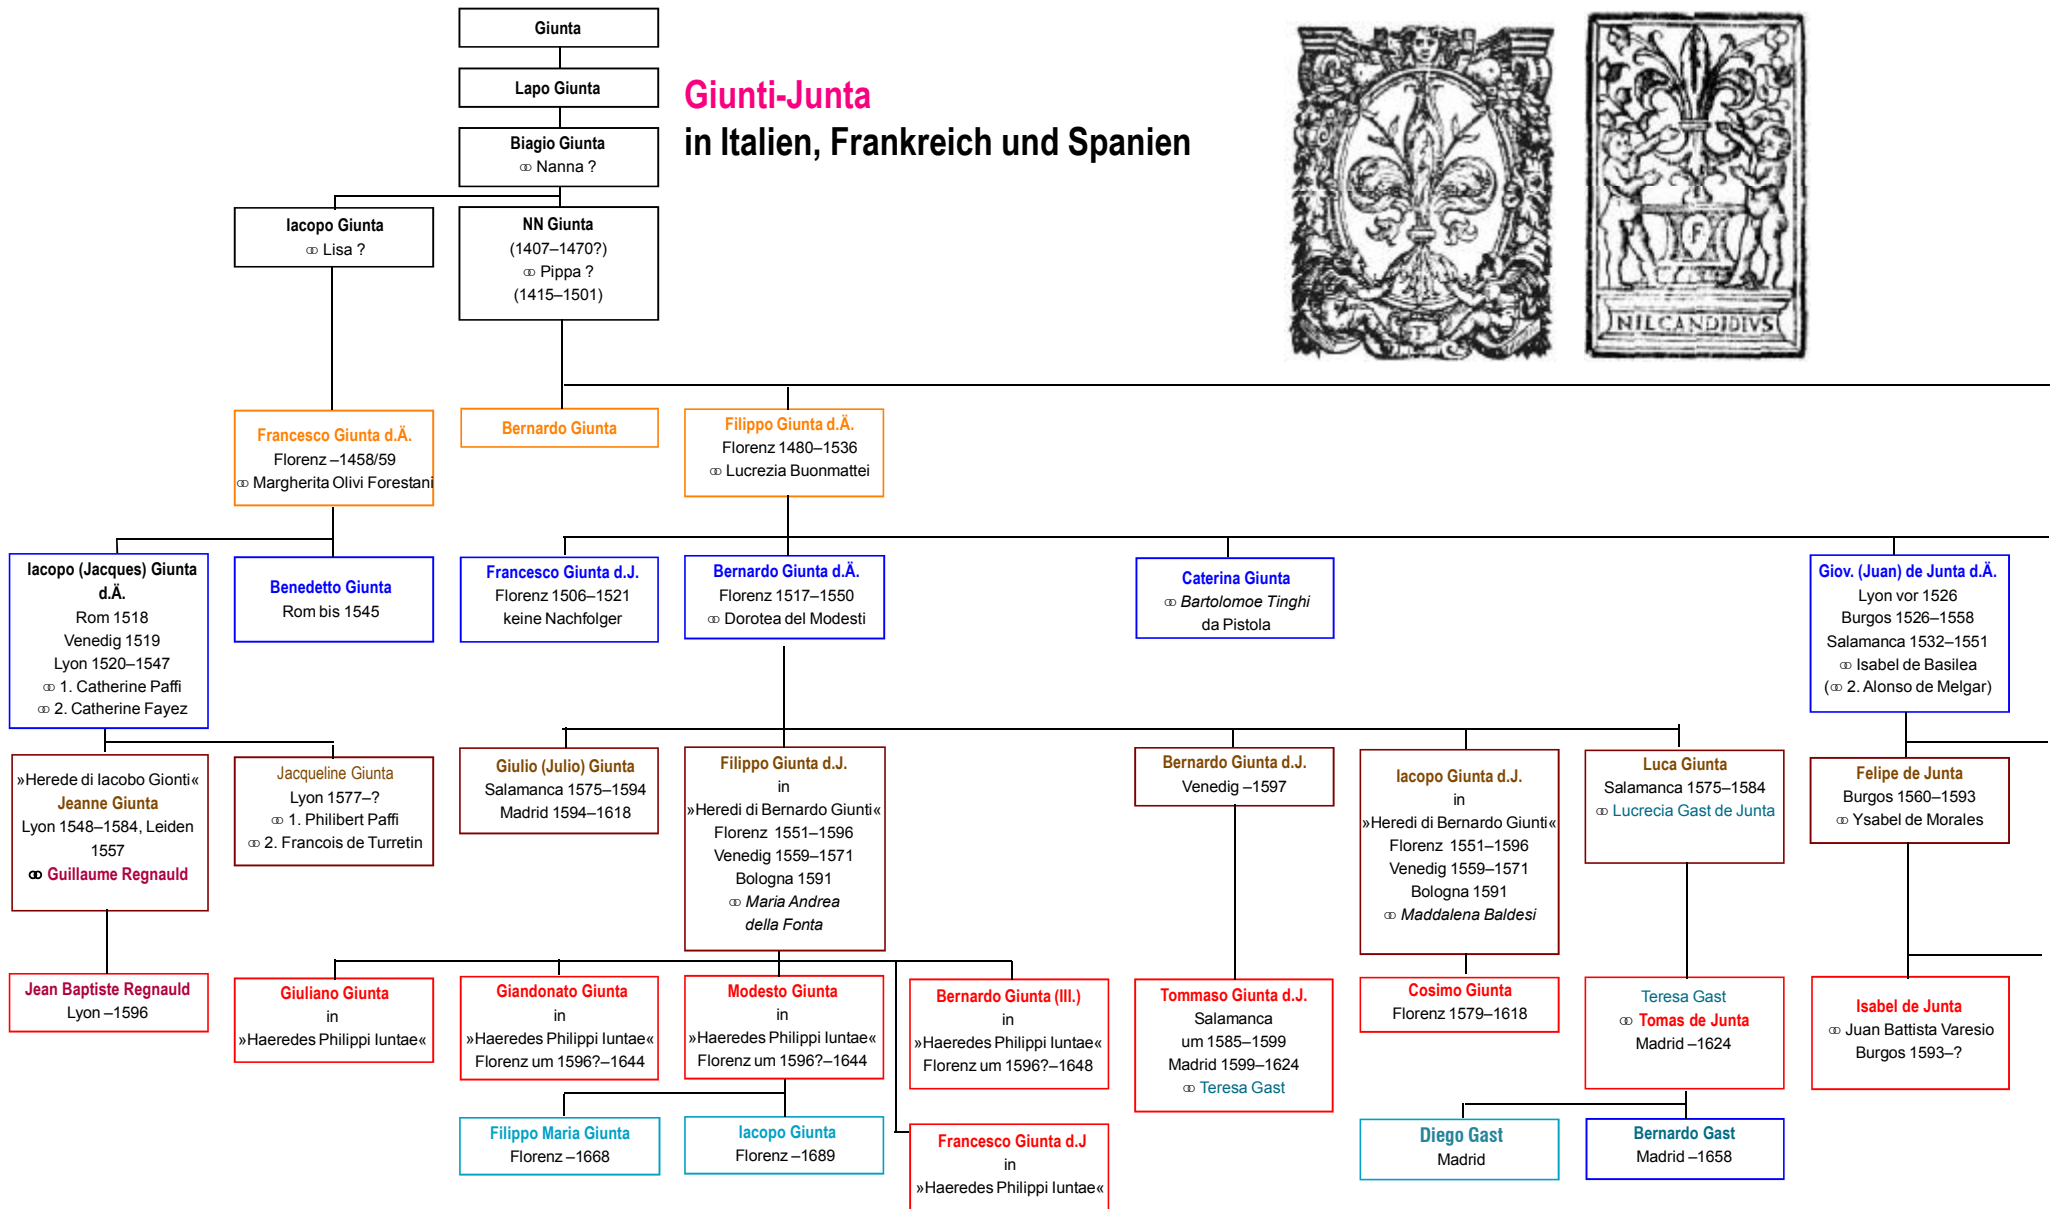 Giunta
Lapo Giunta
Giunti-Junta
in Italien, Frankreich und Spanien
Biagio Giunta
⚭ Nanna ?
Iacopo Giunta
⚭ Lisa ?
NN Giunta
(1407–1470?)
⚭ Pippa ?
(1415–1501)
F
F
NIL CANDIDIVS
Francesco Giunta d.Ä.
Florenz –1458/59
⚭ Margherita Olivi Forestani
Bernardo Giunta
Filippo Giunta d.Ä.
Florenz 1480–1536
⚭ Lucrezia Buonmattei
Iacopo (Jacques) Giunta
d.Ä.
Rom 1518
Venedig 1519
Lyon 1520–1547
⚭ 1. Catherine Paffi
⚭ 2. Catherine Fayez
Benedetto Giunta
Rom bis 1545
Francesco Giunta d.J.
Florenz 1506–1521
keine Nachfolger
Bernardo Giunta d.Ä.
Florenz 1517–1550
⚭ Dorotea del Modesti
Caterina Giunta
⚭ Bartolomoe Tinghi
da Pistola
Giov. (Juan) de Junta d.Ä.
Lyon vor 1526
Burgos 1526–1558
Salamanca 1532–1551
⚭ Isabel de Basilea
(⚭ 2. Alonso de Melgar)
»Herede di Iacobo Gionti«
Jeanne Giunta
Lyon 1548–1584, Leiden
1557
⚭ Guillaume Regnauld
Jacqueline Giunta
Lyon 1577–?
⚭ 1. Philibert Paffi
⚭ 2. Francois de Turretin
Giulio (Julio) Giunta
Salamanca 1575–1594
Madrid 1594–1618
Filippo Giunta d.J.
in
»Heredi di Bernardo Giunti«
Florenz 1551–1596
Venedig 1559–1571
Bologna 1591
⚭ Maria Andrea
della Fonta
Bernardo Giunta d.J.
Venedig –1597
Iacopo Giunta d.J.
in
»Heredi di Bernardo Giunti«
Florenz 1551–1596
Venedig 1559–1571
Bologna 1591
⚭ Maddalena Baldesi
Luca Giunta
Salamanca 1575–1584
⚭ Lucrecia Gast de Junta
Felipe de Junta
Burgos 1560–1593
⚭ Ysabel de Morales
Jean Baptiste Regnauld
Lyon –1596
Giuliano Giunta
in
»Haeredes Philippi Iuntae«
Giandonato Giunta
in
»Haeredes Philippi Iuntae«
Florenz um 1596?–1644
Modesto Giunta
in
»Haeredes Philippi Iuntae«
Florenz um 1596?–1644
Bernardo Giunta (III.)
in
»Haeredes Philippi Iuntae«
Florenz um 1596?–1648
Tommaso Giunta d.J.
Salamanca
um 1585–1599
Madrid 1599–1624
⚭ Teresa Gast
Cosimo Giunta
Florenz 1579–1618
Teresa Gast
⚭ Tomas de Junta
Madrid –1624
Isabel de Junta
⚭ Juan Battista Varesio
Burgos 1593–?
Filippo Maria Giunta
Florenz –1668
Iacopo Giunta
Florenz –1689
Francesco Giunta d.J
in
»Haeredes Philippi Iuntae«
Diego Gast
Madrid
Bernardo Gast
Madrid –1658